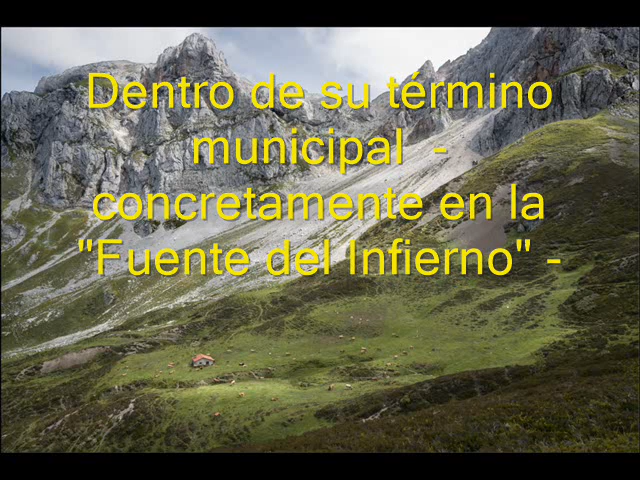 Dentro de su término
municipal  -
concretamente en la
"Fuente del Infierno" -